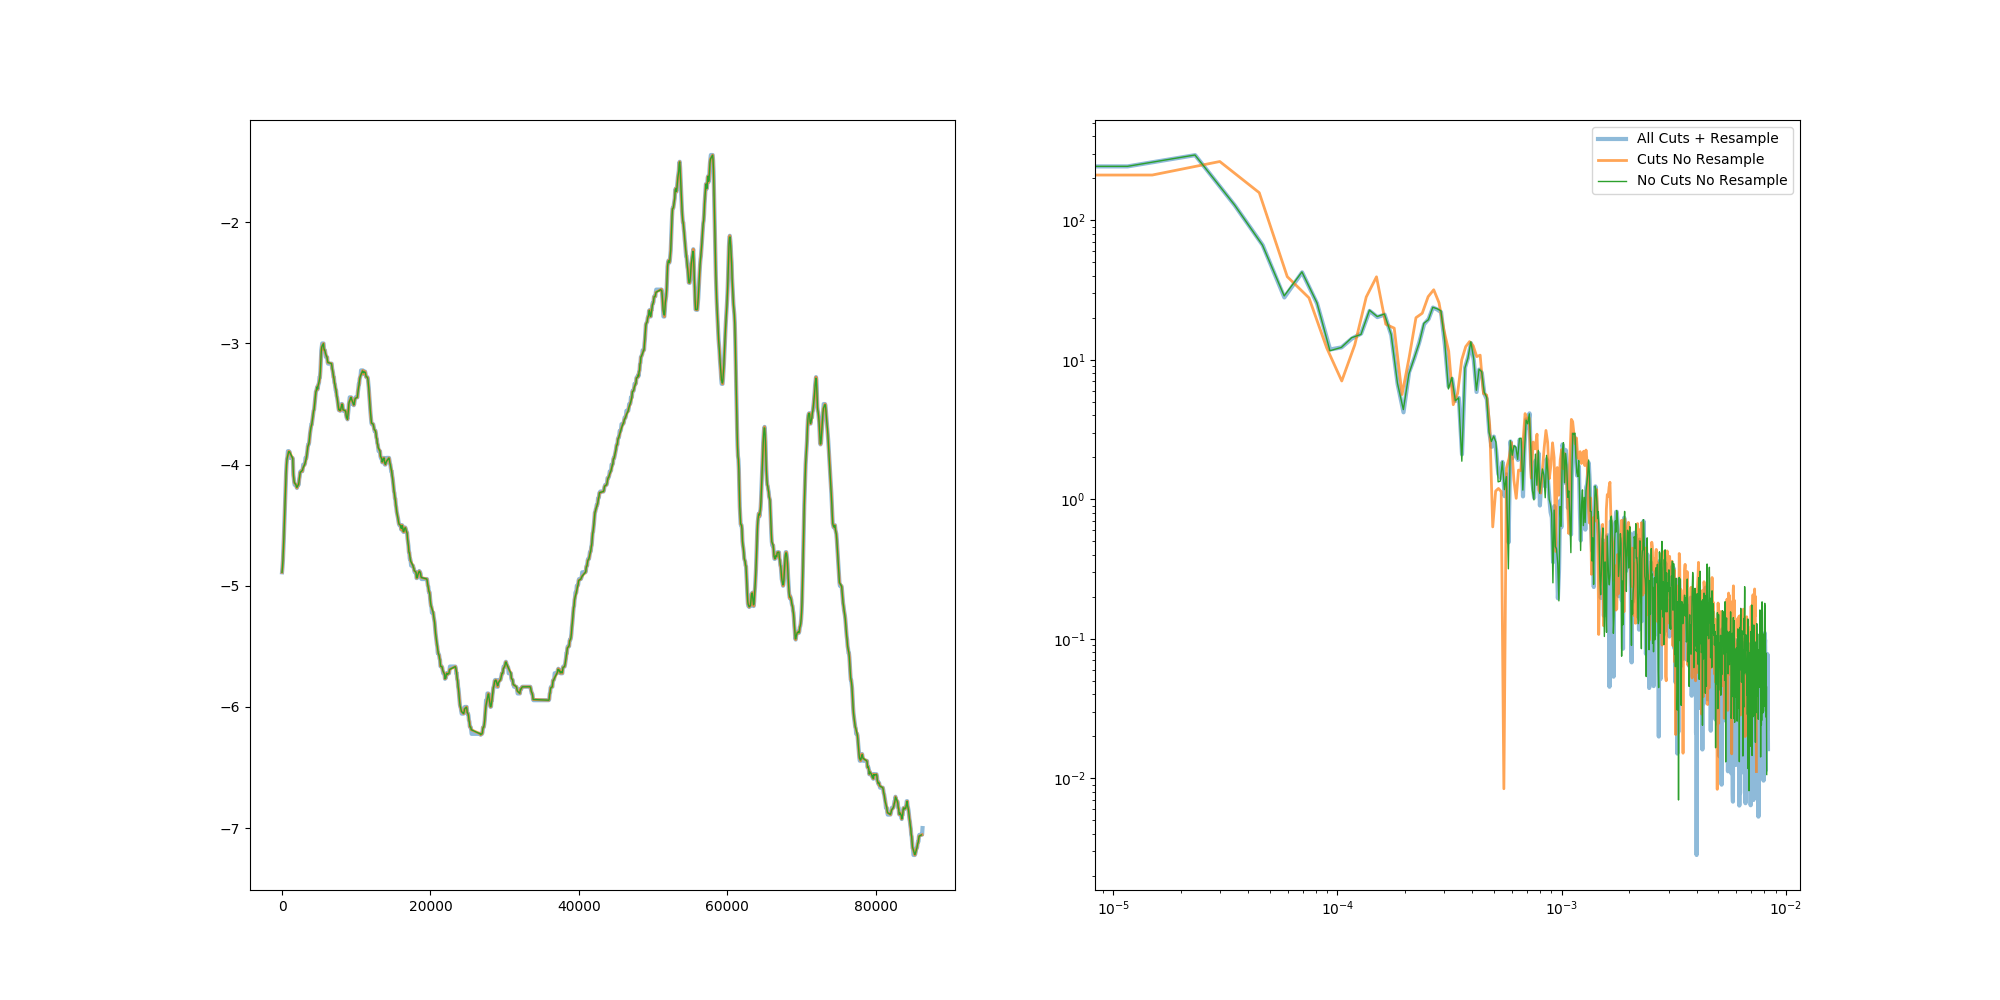 −2
−3
−4
−5
−6
−7
0 20000 40000 60000 80000
All Cuts + Resample
Cuts No Resample
No Cuts No Resample
10²
10¹
10⁰
10⁻¹
10⁻²
10⁻⁵ 10⁻⁴ 10⁻³ 10⁻²